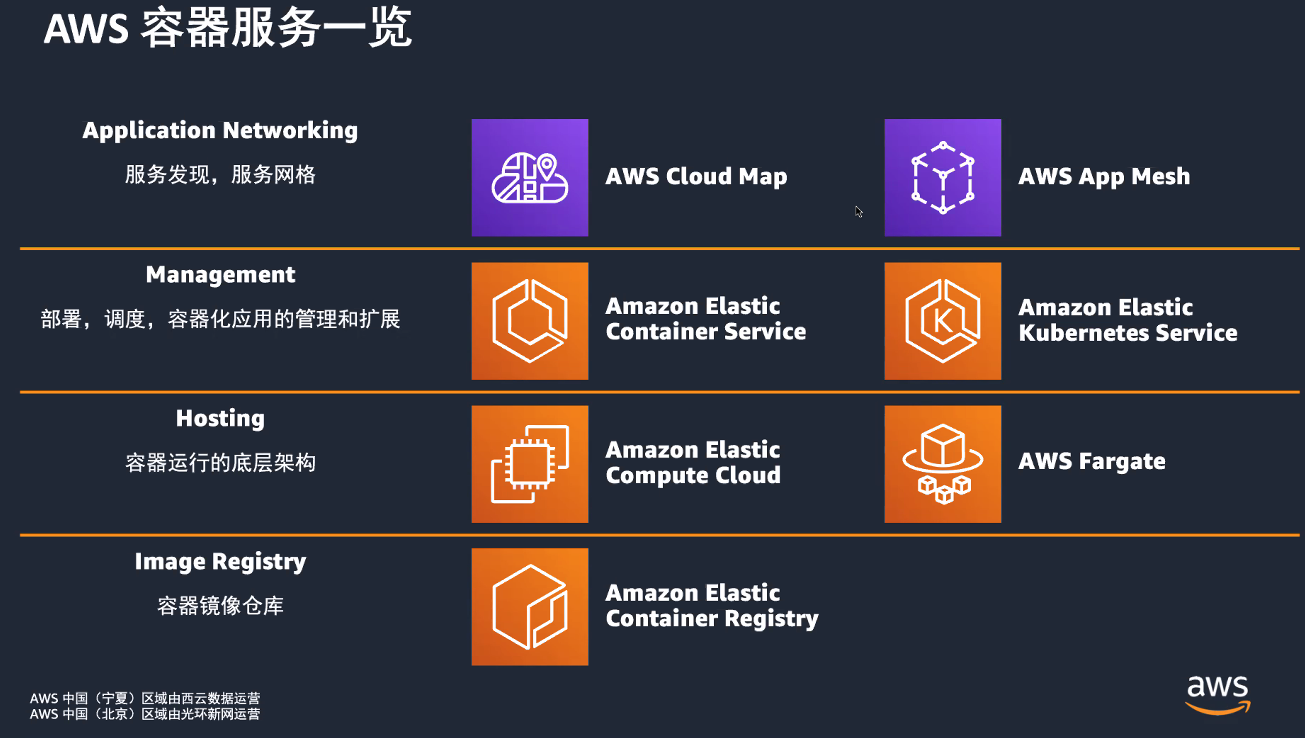 AWS 容器服务一览
Application Networking
服务发现，服务网格
AWS Cloud Map
AWS App Mesh
Management
部署，调度，容器化应用的管理和扩展
Amazon Elastic
Container Service
K
Amazon Elastic
Kubernetes Service
Hosting
容器运行的底层架构
Amazon Elastic
Compute Cloud
AWS Fargate
Image Registry
容器镜像仓库
Amazon Elastic
Container Registry
AWS 中国（宁夏）区域由西云数据运营
AWS 中国（北京）区域由光环新网运营
aws